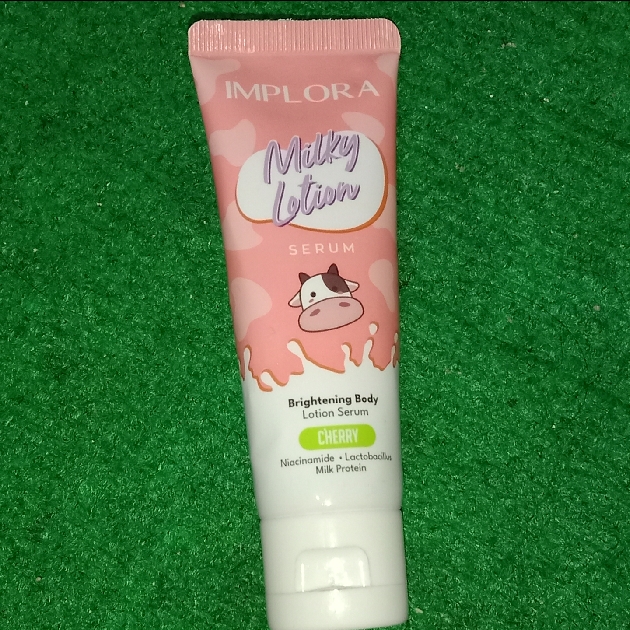 IMPLORA
Milky
Lotion
SERUM
Brightening Body
Lotion Serum
CHERRY
Niacinamide + Lactobacillus
Milk Protein